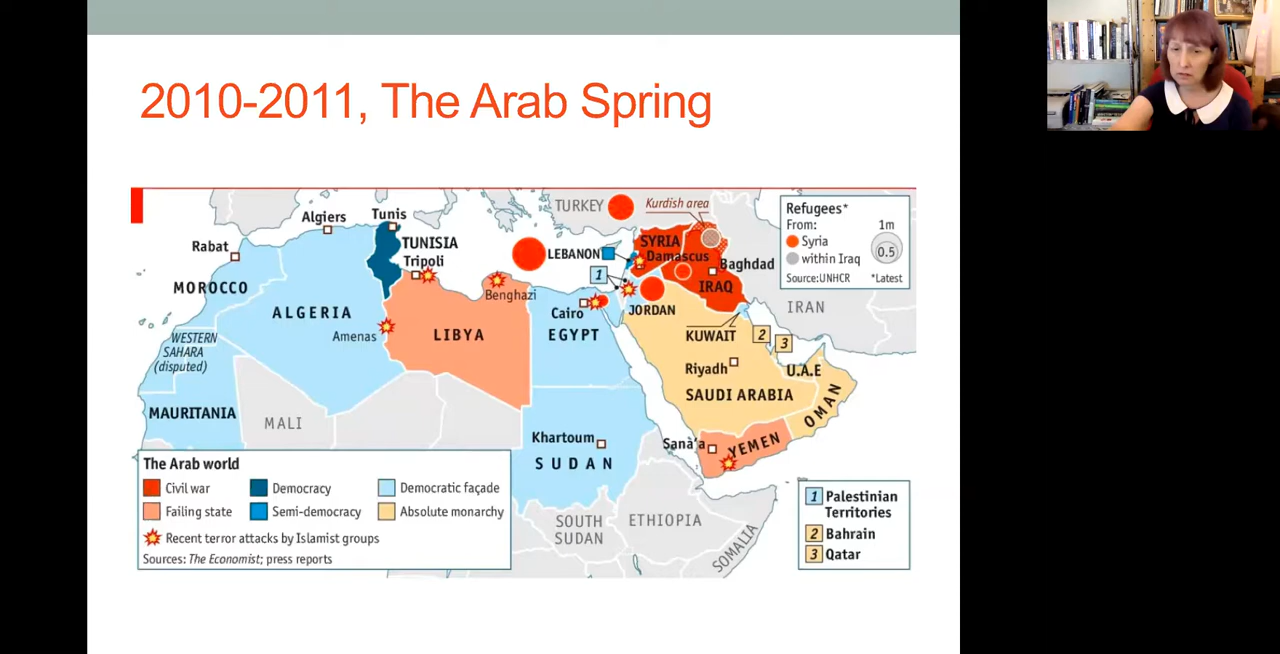 2010-2011, The Arab Spring
TURKEY
Kurdish area
Refugees*
From:
1m
Syria
0.5
within Iraq
Source:UNHCR
*Latest
Algiers
Tunis
TUNISIA
Tripoli
Rabat
MOROCCO
LEBANON
SYRIA
Damascus
Baghdad
1
IRAQ
IRAN
Benghazi
ALGERIA
Cairo
JORDAN
Amenas
LIBYA
EGYPT
KUWAIT
2
3
WESTERN
SAHARA
(disputed)
Riyadh
U.A.E
SAUDI ARABIA
OMAN
MAURITANIA
MALI
Khartoum
SUDAN
Sanà'a
YEMEN
The Arab world
Civil war
Democracy
Democratic façade
Failing state
Semi-democracy
Absolute monarchy
Recent terror attacks by Islamist groups
Sources: The Economist; press reports
SOUTH
SUDAN
ETHIOPIA
SOMALIA
1 Palestinian
Territories
2 Bahrain
3 Qatar